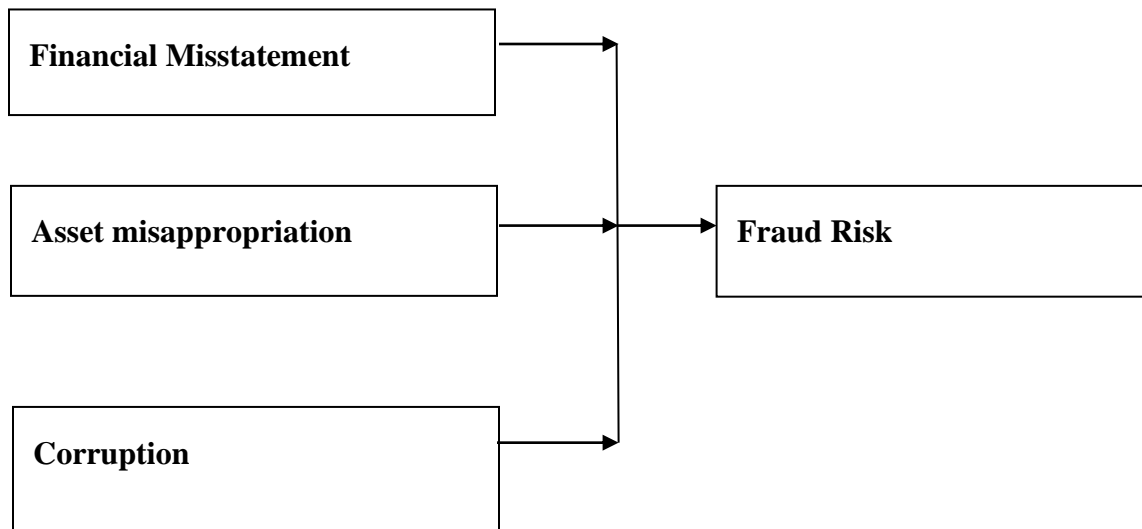 Financial Misstatement
Asset misappropriation
Fraud Risk
Corruption